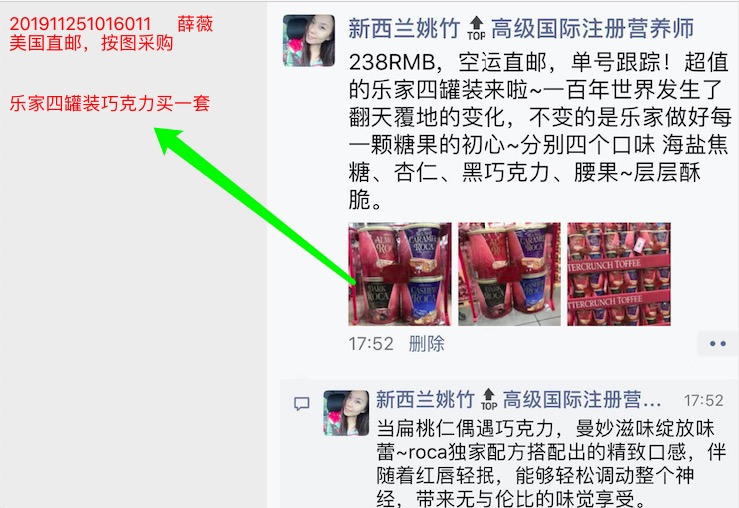 201911251016011 薛薇
美国直邮，按图采购
乐家四罐装巧克力买一套
新西兰姚竹TOP高级国际注册营养师
238RMB，空运直邮，单号跟踪！超值
的乐家四罐装来啦~一百年世界发生了
翻天覆地的变化，不变的是乐家做好每
一颗糖果的初心~分别四个口味 海盐焦
糖、杏仁、黑巧克力、腰果~层层酥
脆。
CARAMEL
ROCA
DARK
ROCA
CASHEW
ROCA
TERCRUNCH TOFFEE
TTERCRUNCH TOFFEE
17:52 删除
新西兰姚竹TOP高级国际注册营... 17:52
当扁桃仁偶遇巧克力，曼妙滋味绽放味
蕾~roca独家配方搭配出的精致口感，伴
随着红唇轻抿，能够轻松调动整个神
经，带来无与伦比的味觉享受。